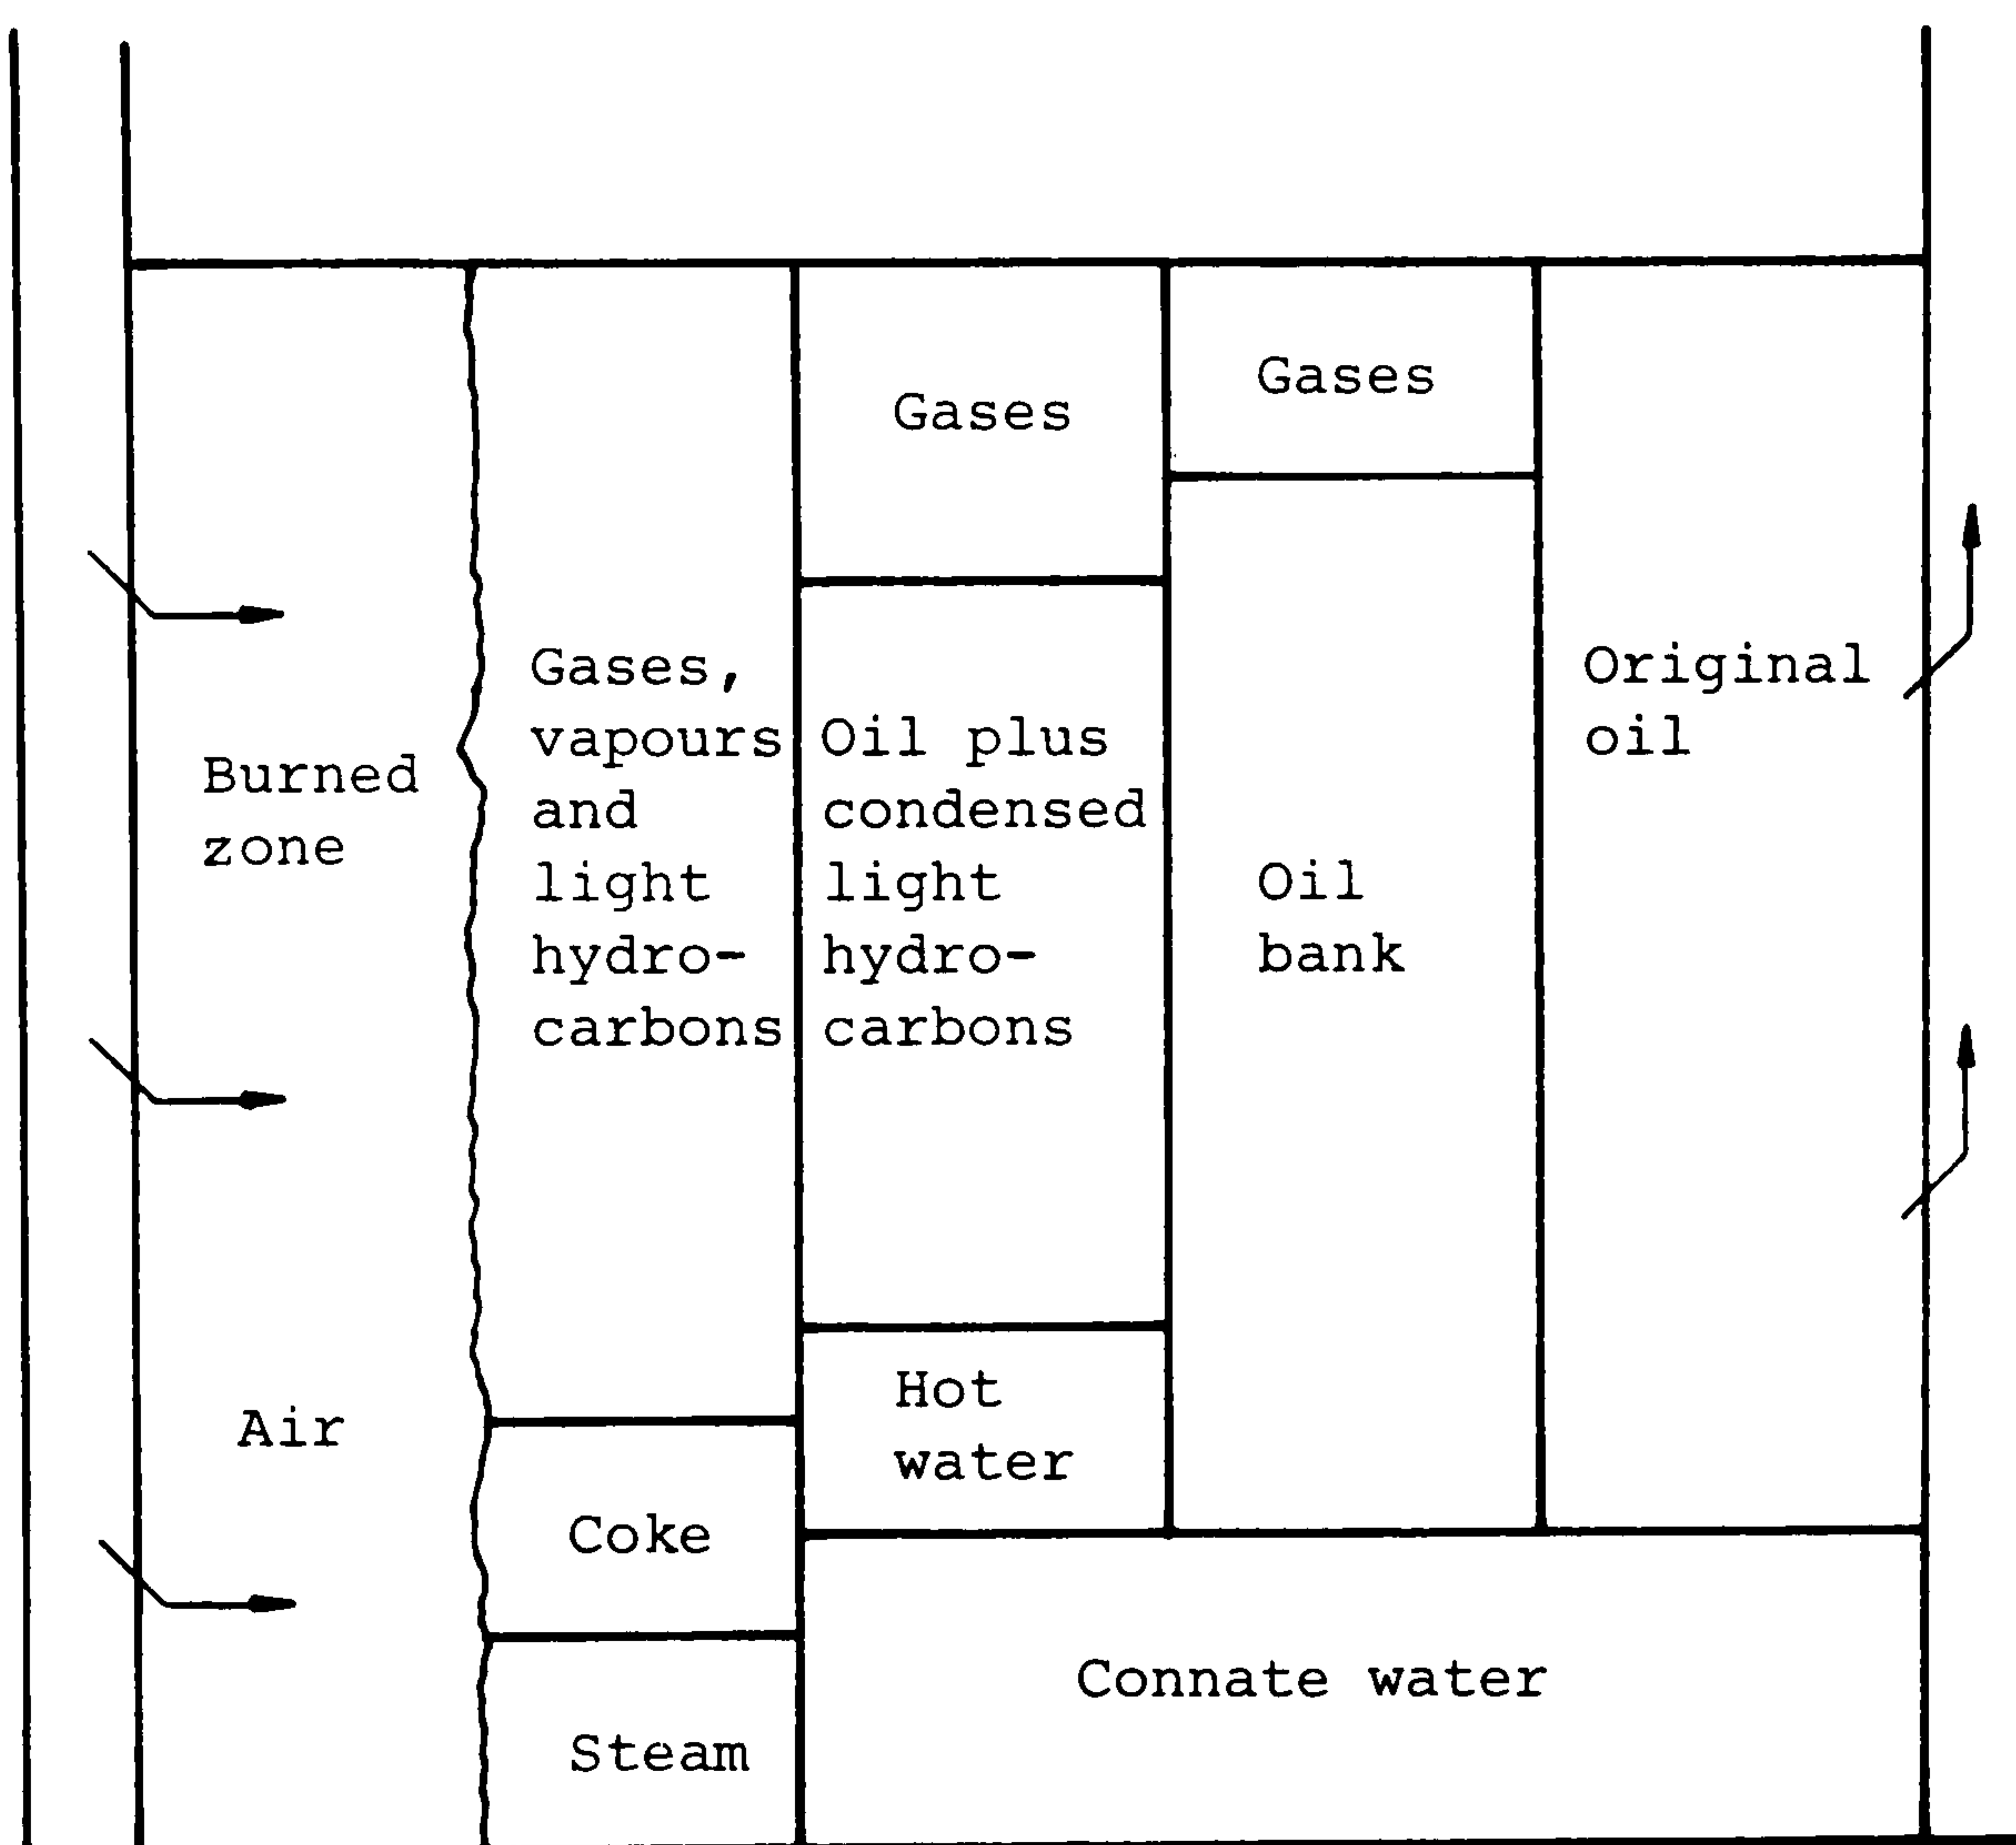 Burned
zone
Air
Gases,
vapours
and
light
hydro-
carbons
Coke
Steam
Gases
Oil plus
condensed
light
hydro-
carbons
Hot
water
Gases
Oil
bank
Original
oil
Connate water